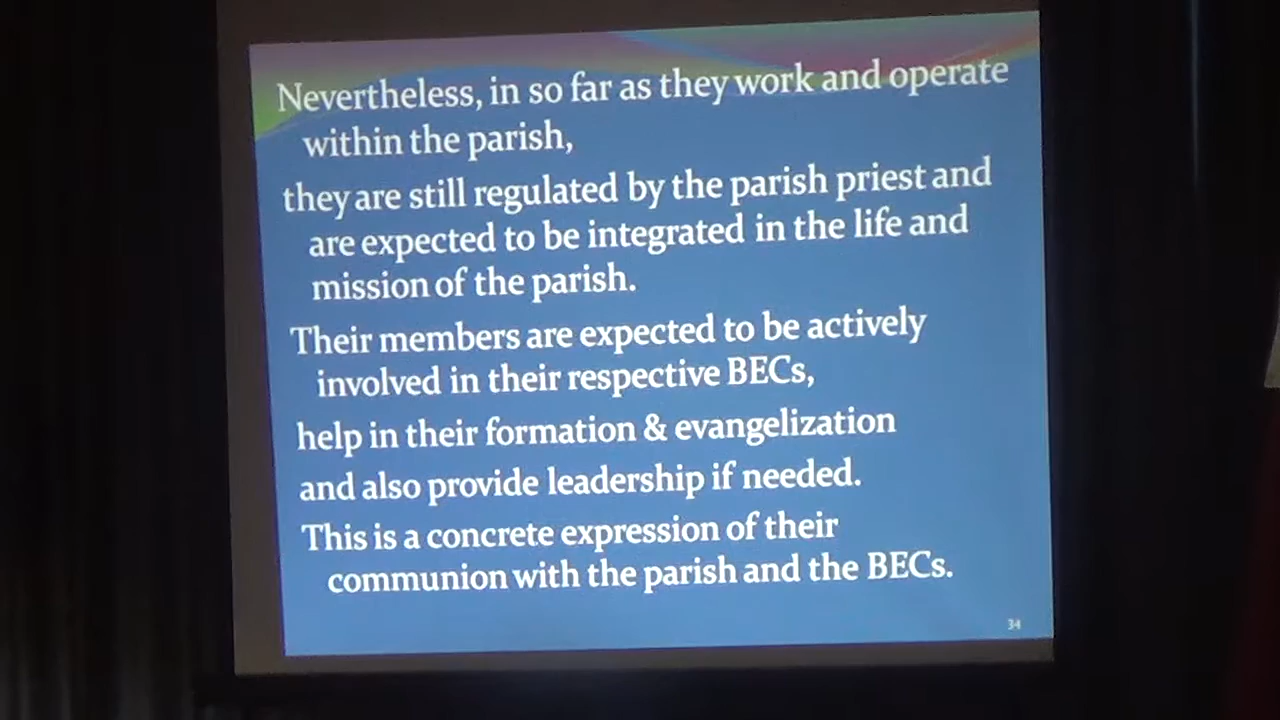 Nevertheless, in so far as they work and operate
within the parish,
they are still regulated by the parish priest and
are expected to be integrated in the life and
mission of the parish.
Their members are expected to be actively
involved in their respective BECs,
help in their formation & evangelization
and also provide leadership if needed.
This is a concrete expression of their
communion with the parish and the BECs.
34